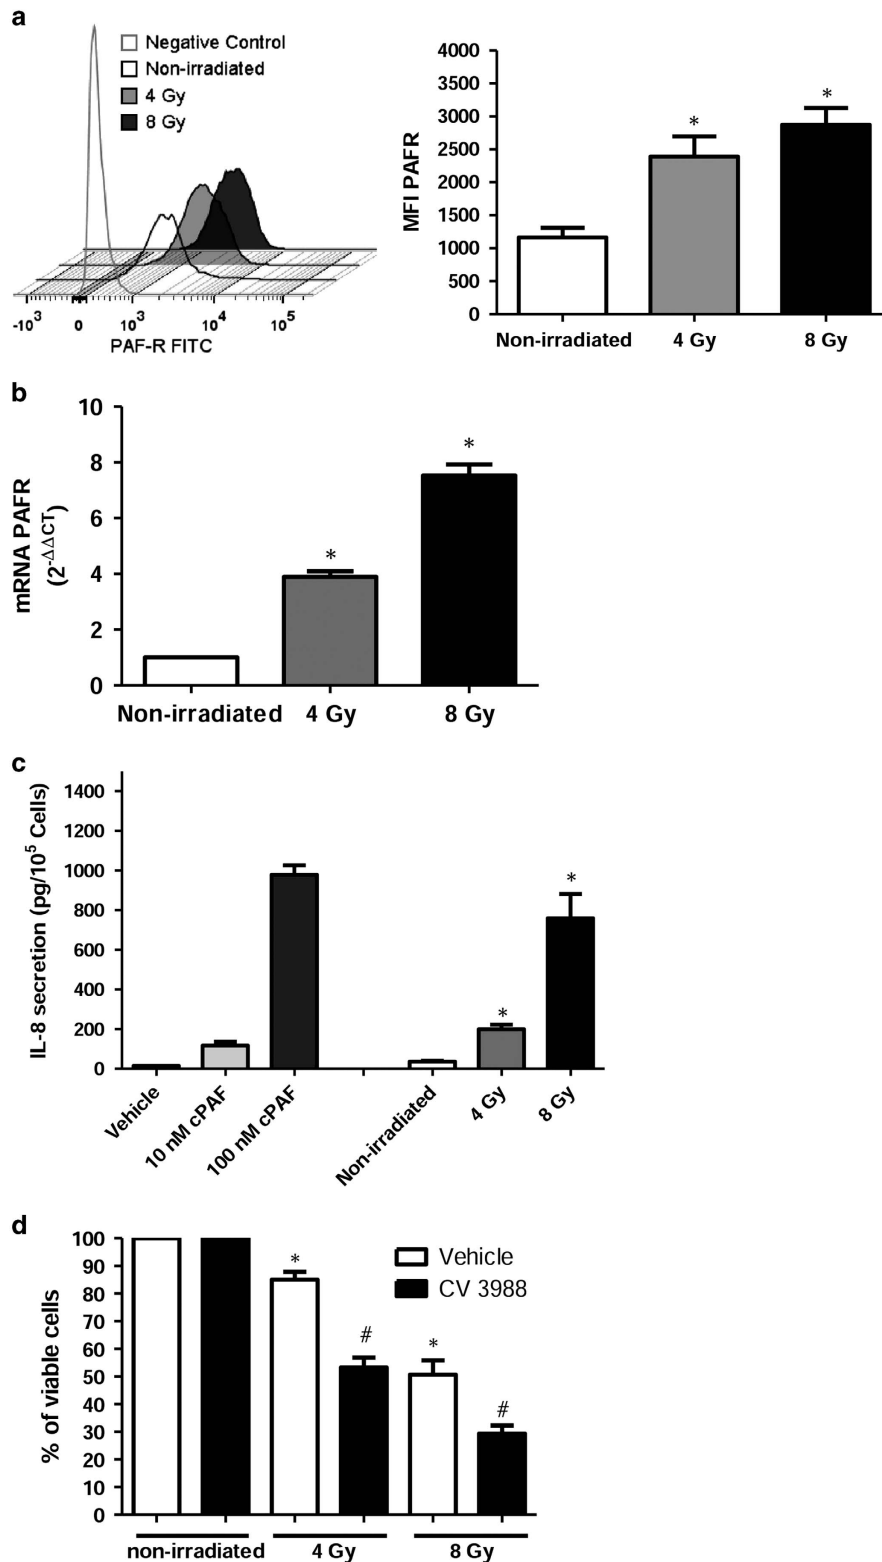 a
Negative Control
Non-irradiated
4 Gy
8 Gy
-10³ 0 10³ 10⁴ 10⁵
PAF-R FITC
MFI PAFR
4000
3500
3000
2500
2000
1500
1000
500
0
* *
Non-irradiated 4 Gy 8 Gy
b
mRNA PAFR
(2^-ΔΔCT)
10
8
6
4
2
0
* *
Non-irradiated 4 Gy 8 Gy
c
IL-8 secretion (pg/10⁵ Cells)
1400
1200
1000
800
600
400
200
0
* *
Vehicle 10 nM cPAF 100 nM cPAF Non-irradiated 4 Gy 8 Gy
d
% of viable cells
100
90
80
70
60
50
40
30
20
10
0
Vehicle
CV 3988
* # * #
non-irradiated 4 Gy 8 Gy